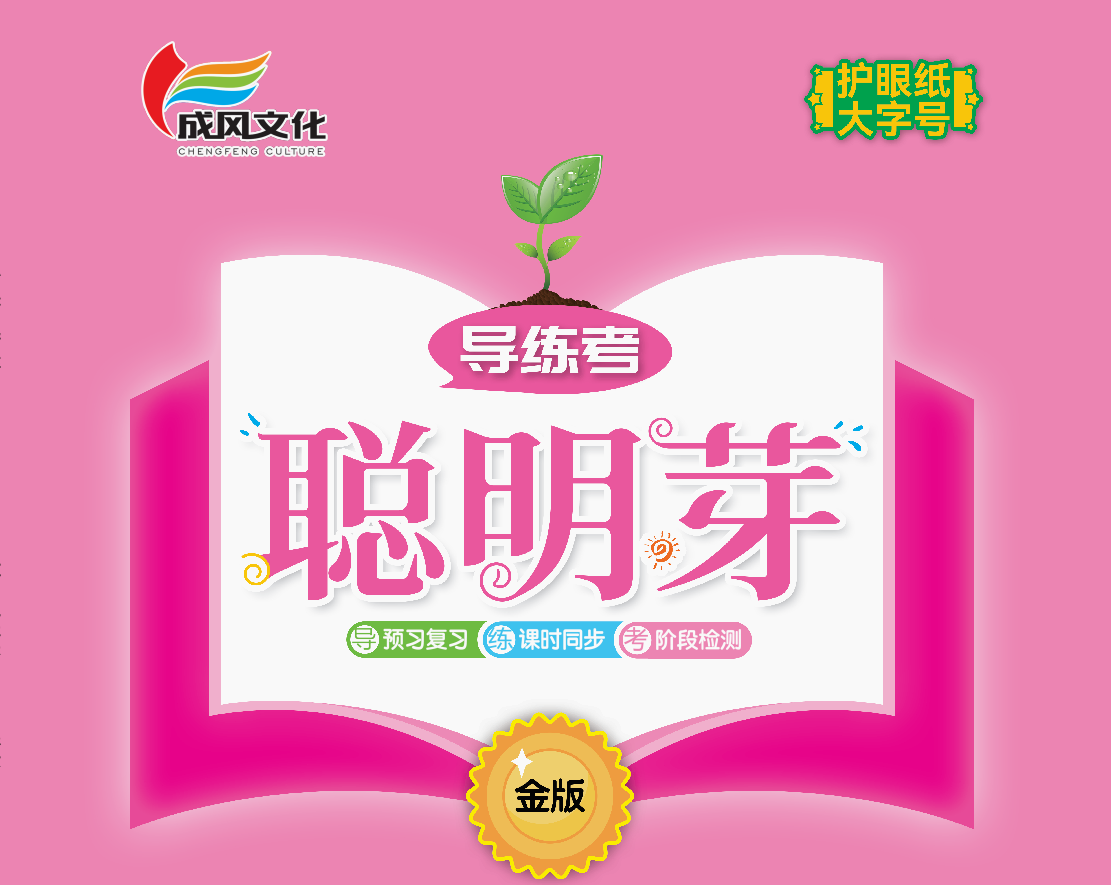 成风文化
CHENGFENG CULTURE
护眼纸
大字号
导练考
聪明芽
导 预习复习 练 课时同步 考 阶段检测
金版